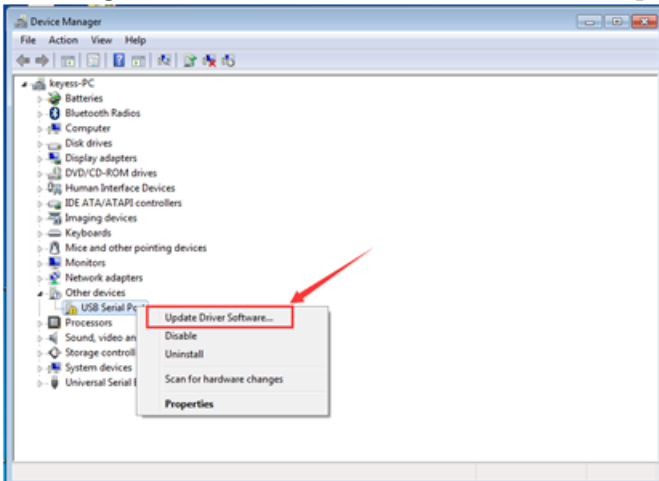 Device Manager
File Action View Help
keyess-PC
Batteries
Bluetooth Radios
Computer
Disk drives
Display adapters
DVD/CD-ROM drives
Human Interface Devices
IDE ATA/ATAPI controllers
Imaging devices
Keyboards
Mice and other pointing devices
Monitors
Network adapters
Other devices
USB Serial Po
Update Driver Software...
Processors
Disable
Sound, video an
Uninstall
Storage controll
System devices
Scan for hardware changes
Universal Serial
Properties